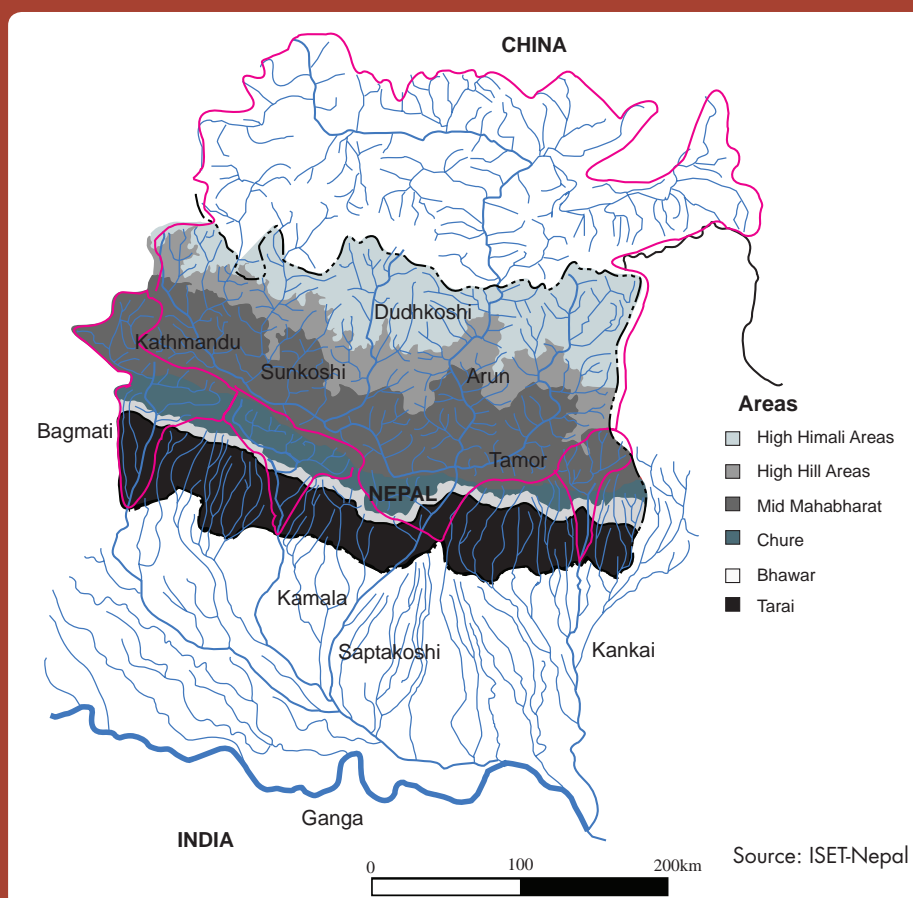 CHINA
Dudhkoshi
Kathmandu
Sunkoshi
Arun
Bagmati
Tamor
NEPAL
Kamala
Saptakoshi
Kankai
Ganga
INDIA
Areas
High Himali Areas
High Hill Areas
Mid Mahabharat
Chure
Bhawar
Tarai
0 100 200km
Source: ISET-Nepal